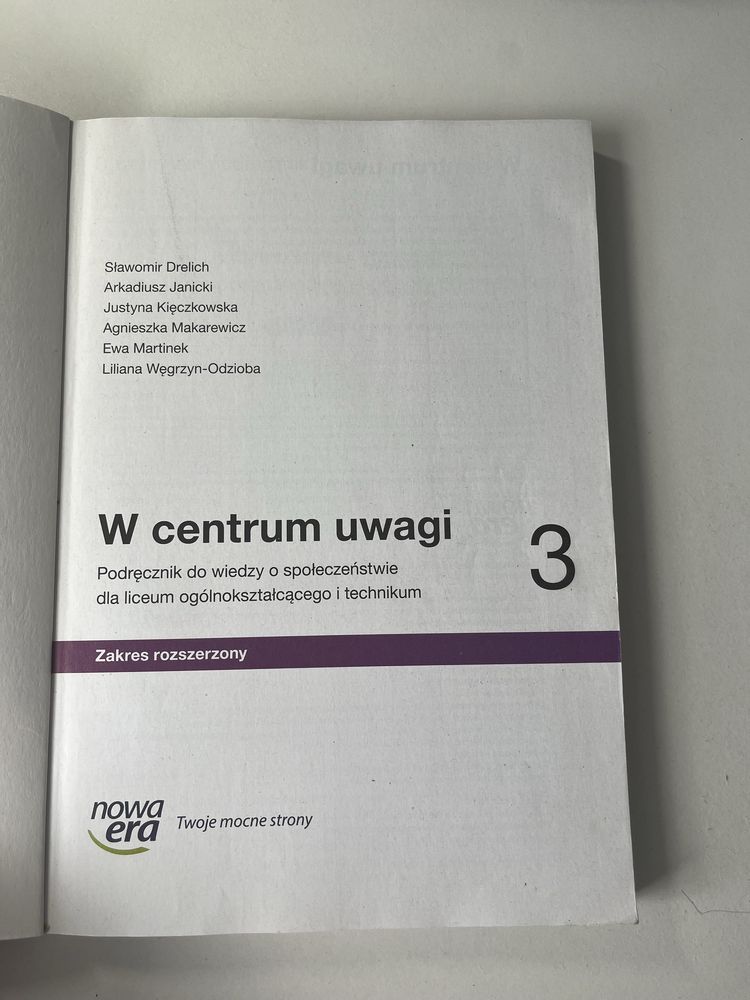 Sławomir Drelich
Arkadiusz Janicki
Justyna Kięczkowska
Agnieszka Makarewicz
Ewa Martinek
Liliana Węgrzyn-Odzioba
W centrum uwagi
3
Podręcznik do wiedzy o społeczeństwie
dla liceum ogólnokształcącego i technikum
Zakres rozszerzony
nowa
era
Twoje mocne strony